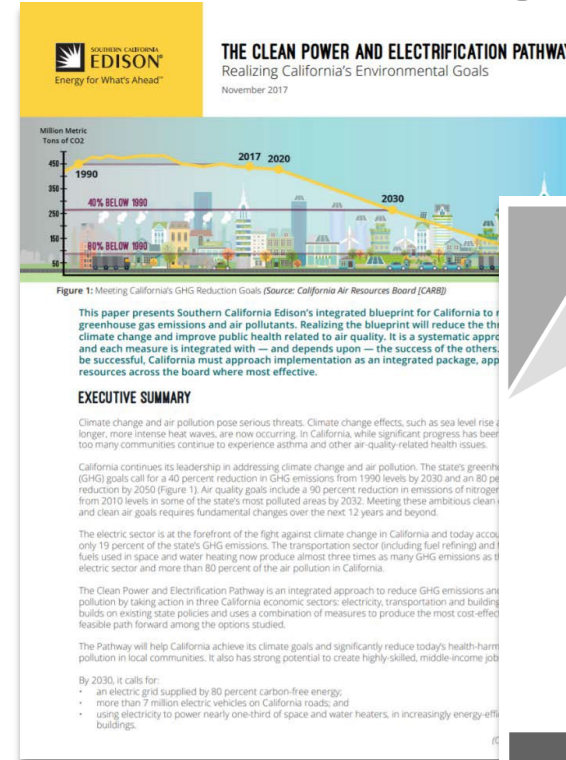 SOUTHERN CALIFORNIA
EDISON®
Energy for What's Ahead℠
THE CLEAN POWER AND ELECTRIFICATION PATHWAY
Realizing California's Environmental Goals
November 2017
Million Metric
Tons of CO2
450
350
250
150
50
1990
2017
2020
2030
40% BELOW 1990
80% BELOW 1990
Figure 1: Meeting California's GHG Reduction Goals (Source: California Air Resources Board [CARB])
This paper presents Southern California Edison's integrated blueprint for California to
greenhouse gas emissions and air pollutants. Realizing the blueprint will reduce the
climate change and improve public health related to air quality. It is a systematic
and each measure is integrated with — and depends upon — the success of the others.
be successful, California must approach implementation as an integrated package,
resources across the board where most effective.
EXECUTIVE SUMMARY
Climate change and air pollution pose serious threats. Climate change effects, such as sea level rise
longer, more intense heat waves, are now occurring. In California, while significant progress has been
too many communities continue to experience asthma and other air-quality-related health issues.
California continues its leadership in addressing climate change and air pollution. The state's
(GHG) goals call for a 40 percent reduction in GHG emissions from 1990 levels by 2030 and an 80
reduction by 2050 (Figure 1). Air quality goals include a 90 percent reduction in emissions of nitrogen
from 2010 levels in some of the state's most polluted areas by 2032. Meeting these ambitious clean
and clean air goals requires fundamental changes over the next 12 years and beyond.
The electric sector is at the forefront of the fight against climate change in California and today
only 19 percent of the state's GHG emissions. The transportation sector (including fuel refining) and
fuels used in space and water heating now produce almost three times as many GHG emissions as
electric sector and more than 80 percent of the air pollution in California.
The Clean Power and Electrification Pathway is an integrated approach to reduce GHG emissions and
pollution by taking action in three California economic sectors: electricity, transportation and
builds on existing state policies and uses a combination of measures to produce the most
feasible path forward among the options studied.
The Pathway will help California achieve its climate goals and significantly reduce today's
pollution in local communities. It also has strong potential to create highly-skilled, middle-income
By 2030, it calls for:
• an electric grid supplied by 80 percent carbon-free energy;
• more than 7 million electric vehicles on California roads; and
• using electricity to power nearly one-third of space and water heaters, in increasingly
buildings.